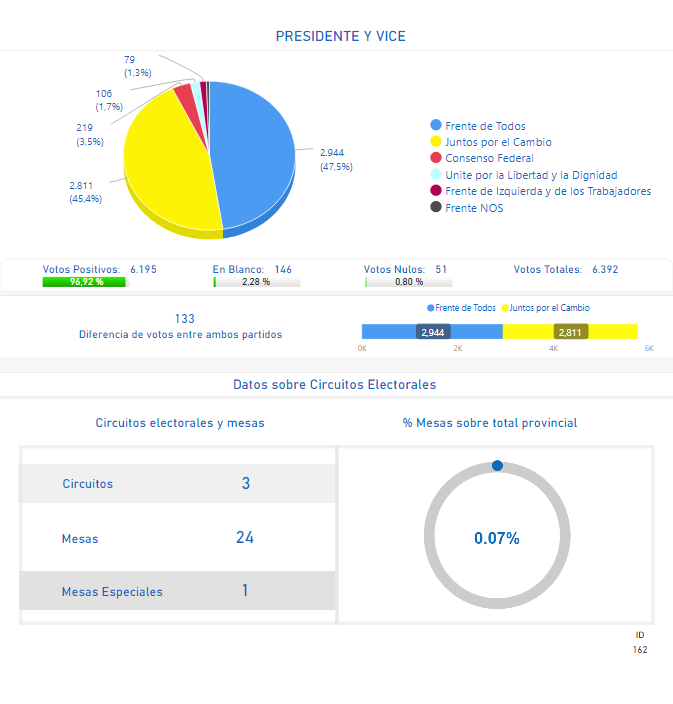 PRESIDENTE Y VICE
79
(1,3%)
106
(1,7%)
219
(3,5%)
2.811
(45,4%)
2.944
(47,5%)
Frente de Todos
Juntos por el Cambio
Consenso Federal
Unite por la Libertad y la Dignidad
Frente de Izquierda y de los Trabajadores
Frente NOS
Votos Positivos: 6.195
96,92 %
En Blanco: 146
2,28 %
Votos Nulos: 51
0,80 %
Votos Totales: 6.392
133
Diferencia de votos entre ambos partidos
Frente de Todos Juntos por el Cambio
2,944 2,811
0K 2K 4K 6K
Datos sobre Circuitos Electorales
Circuitos electorales y mesas
% Mesas sobre total provincial
Circuitos 3
Mesas 24
Mesas Especiales 1
0.07%
ID
162